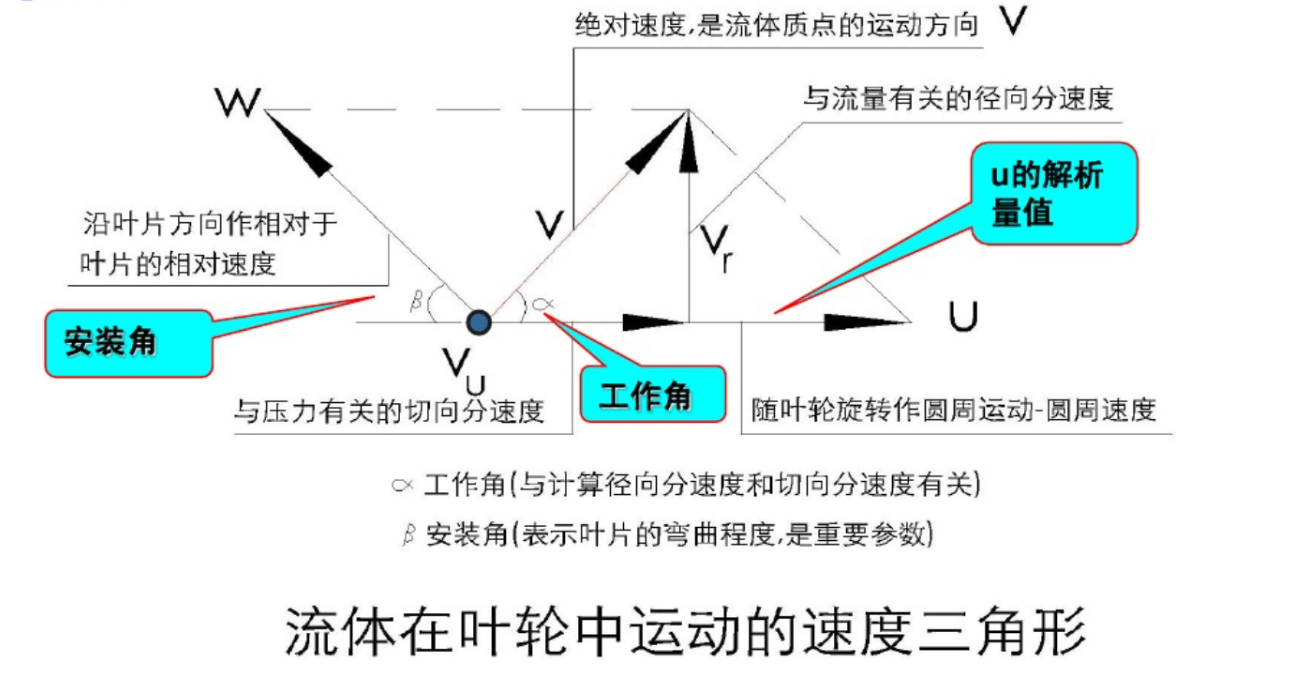 绝对速度,是流体质点的运动方向 V
W
与流量有关的径向分速度
u的解析
量值
沿叶片方向作相对于
叶片的相对速度
V
Vr
β
α
U
安装角
VU
工作角
与压力有关的切向分速度
随叶轮旋转作圆周运动-圆周速度
α 工作角(与计算径向分速度和切向分速度有关)
β 安装角(表示叶片的弯曲程度,是重要参数)
流体在叶轮中运动的速度三角形